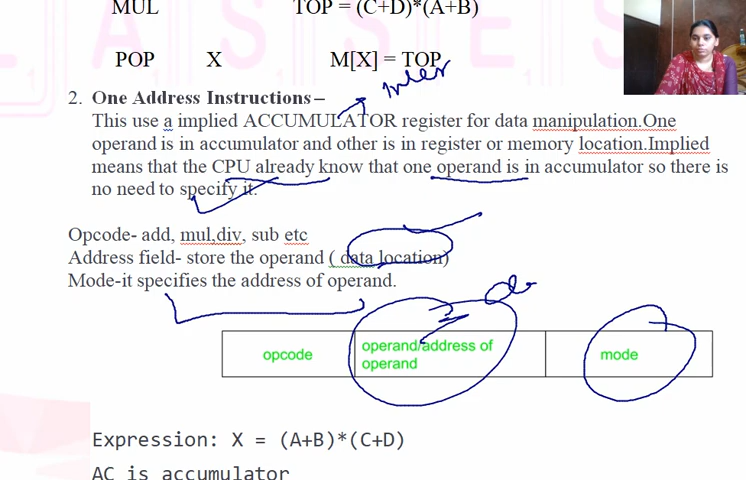 MUL TOP = (C+D)*(A+B)
POP X M[X] = TOP
2. One Address Instructions –
This use a implied ACCUMULATOR register for data manipulation.One
operand is in accumulator and other is in register or memory location.Implied
means that the CPU already know that one operand is in accumulator so there is
no need to specify it.
Opcode- add, mul,div, sub etc
Address field- store the operand ( data location)
Mode-it specifies the address of operand.
opcode
operand/address of
operand
mode
Expression: X = (A+B)*(C+D)
AC is accumulator